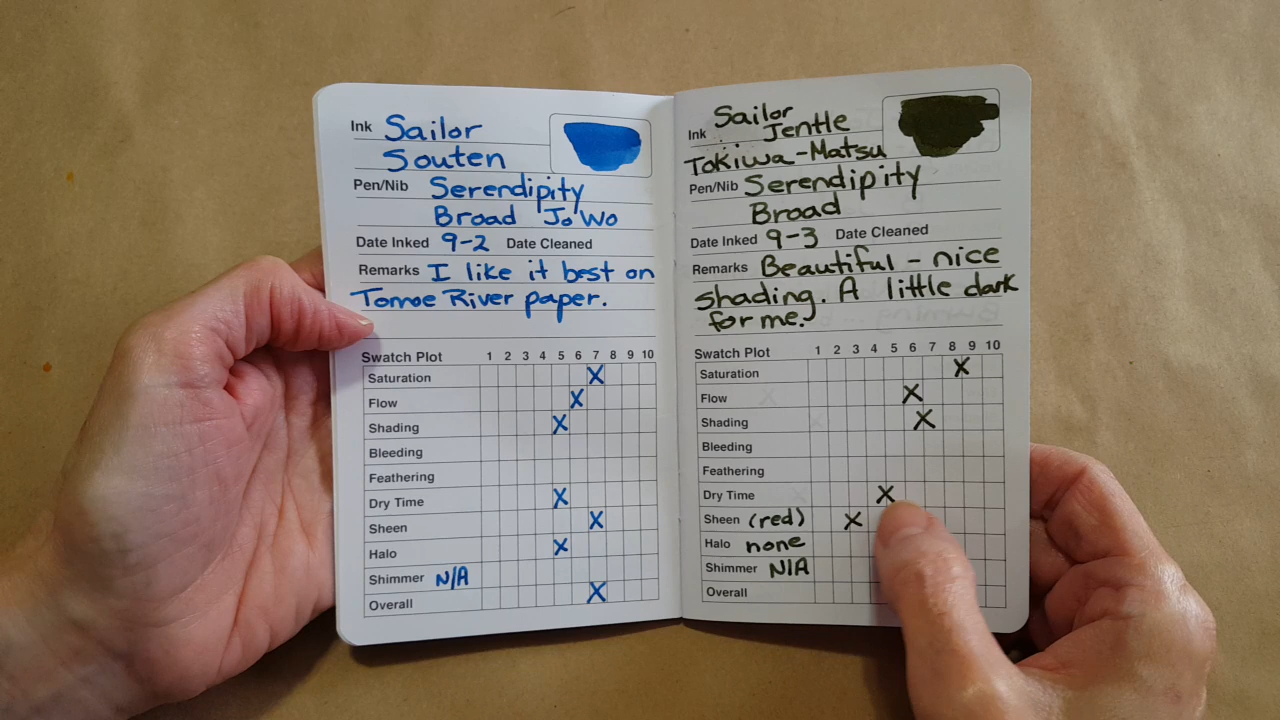 Ink Sailor
Souten
Pen/Nib Serendipity
Broad JoWo
Date Inked 9-2 Date Cleaned
Remarks I like it best on
Tomoe River paper.
Swatch Plot 1 2 3 4 5 6 7 8 9 10
Saturation X
Flow X
Shading X
Bleeding
Feathering
Dry Time X
Sheen X
Halo X
Shimmer N/A
Overall X
Ink Sailor
Jentle
Tokiwa-Matsu
Pen/Nib Serendipity
Broad
Date Inked 9-3 Date Cleaned
Remarks Beautiful - nice
shading. A little dark
for me.
Swatch Plot 1 2 3 4 5 6 7 8 9 10
Saturation X
Flow X
Shading X
Bleeding
Feathering
Dry Time X
Sheen (red) X
Halo none
Shimmer N/A
Overall